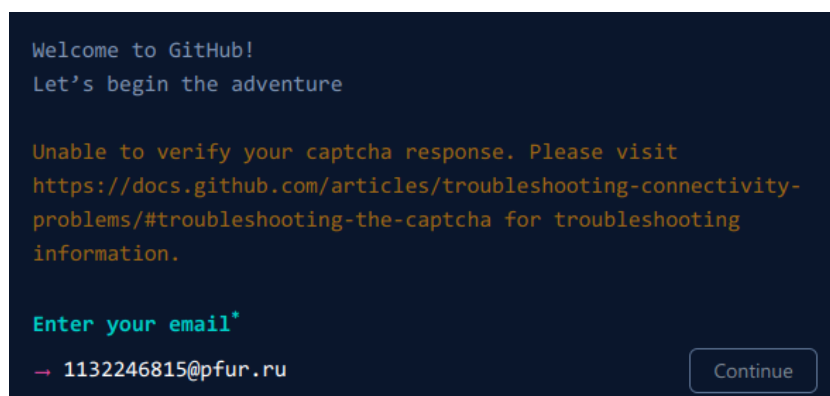 Welcome to GitHub!
Let’s begin the adventure
Unable to verify your captcha response. Please visit
https://docs.github.com/articles/troubleshooting-connectivity-
problems/#troubleshooting-the-captcha for troubleshooting
information.
Enter your email*
→ 1132246815@pfur.ru
Continue